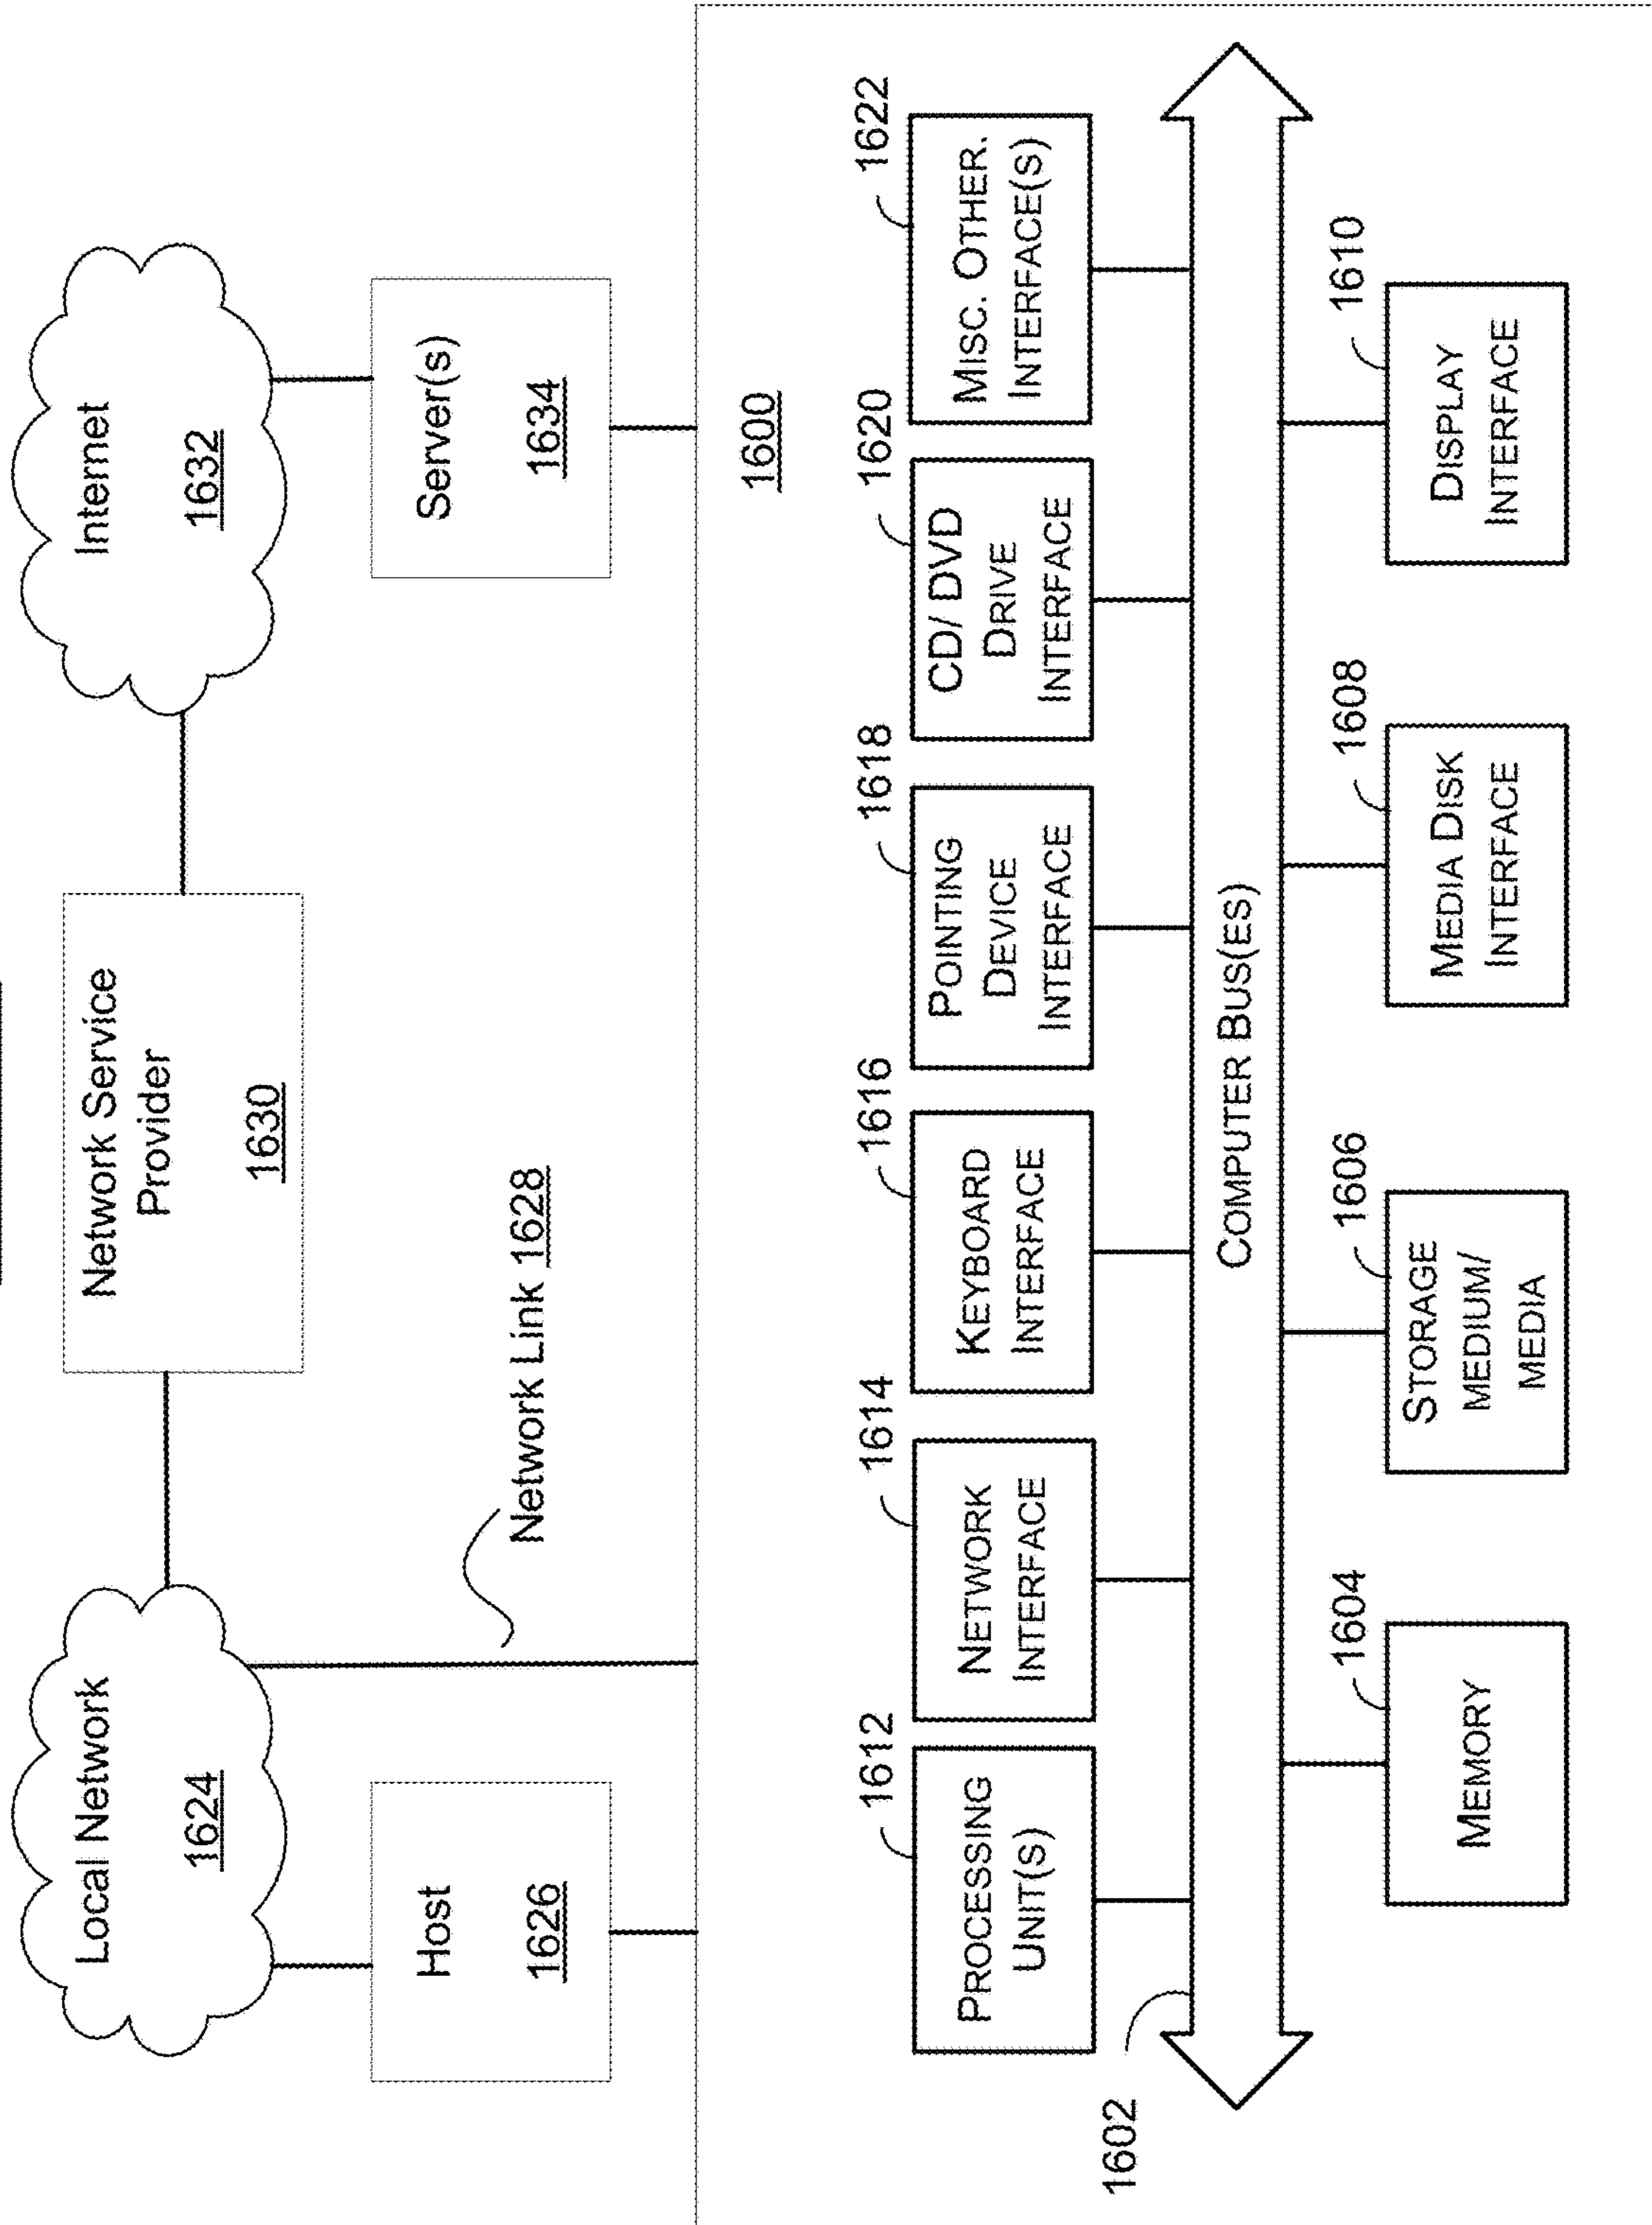 Local Network
1624
Network Service
Provider
1630
Internet
1632
Host
1626
Network Link 1628
Server(s)
1634
1600
1612
PROCESSING
UNIT(S)
1614
NETWORK
INTERFACE
1616
KEYBOARD
INTERFACE
1618
POINTING
DEVICE
INTERFACE
1620
CD/ DVD
DRIVE
INTERFACE
1622
MISC. OTHER.
INTERFACE(S)
1602
COMPUTER BUS(ES)
1604
MEMORY
1606
STORAGE
MEDIUM/
MEDIA
1608
MEDIA DISK
INTERFACE
1610
DISPLAY
INTERFACE